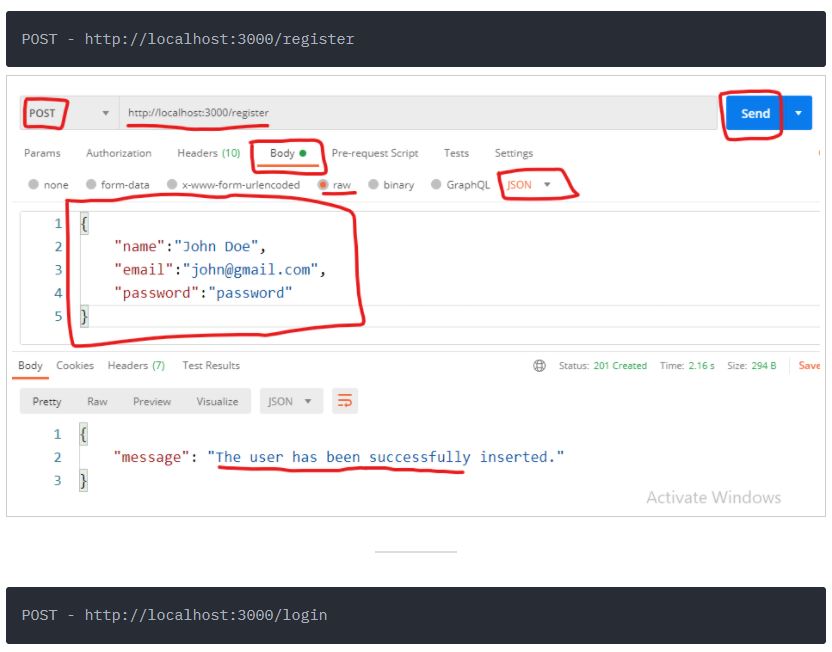 POST - http://localhost:3000/register
POST http://localhost:3000/register Send
Params Authorization Headers (10) Body Pre-request Script Tests Settings
none form-data x-www-form-urlencoded raw binary GraphQL JSON
1 {
2 "name":"John Doe",
3 "email":"john@gmail.com",
4 "password":"password"
5 }
Body Cookies Headers (7) Test Results Status: 201 Created Time: 2.16 s Size: 294 B Save
Pretty Raw Preview Visualize JSON
1 {
2 "message": "The user has been successfully inserted."
3 }
Activate Windows
POST - http://localhost:3000/login